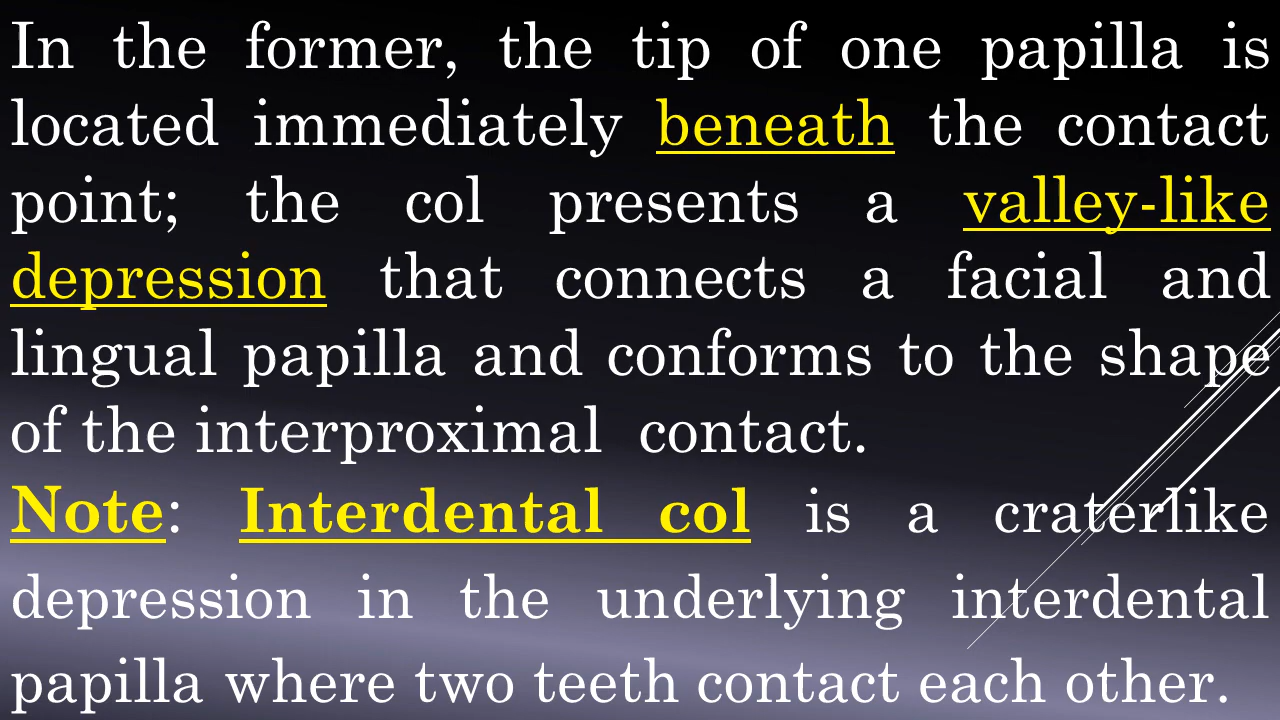 In the former, the tip of one papilla is
located immediately beneath the contact
point; the col presents a valley-like
depression that connects a facial and
lingual papilla and conforms to the shape
of the interproximal contact.
Note: Interdental col is a craterlike
depression in the underlying interdental
papilla where two teeth contact each other.